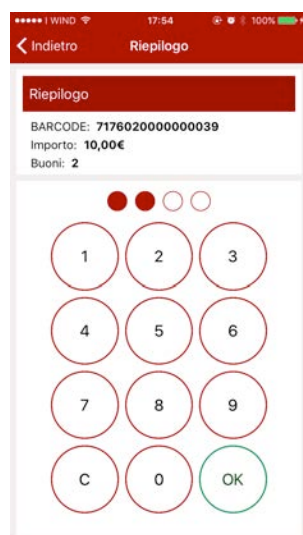 WIND 17:54 100%
Indietro Riepilogo
Riepilogo
BARCODE: 7176020000000039
Importo: 10,00€
Buoni: 2
1 2 3
4 5 6
7 8 9
C 0 OK